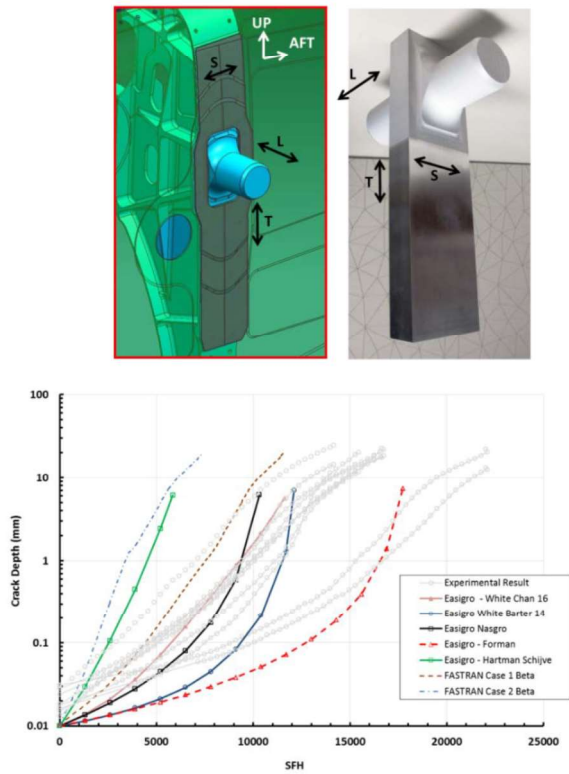 UP
AFT
S
L
T
L
T
S
100
10
1
0.1
0.01
Crack Depth (mm)
0
5000
10000
15000
20000
25000
SFH
Experimental Result
Easigro - White Chan 16
Easigro White Barter 14
Easigro Nasgro
Easigro - Forman
Easigro - Hartman Schijve
FASTRAN Case 1 Beta
FASTRAN Case 2 Beta